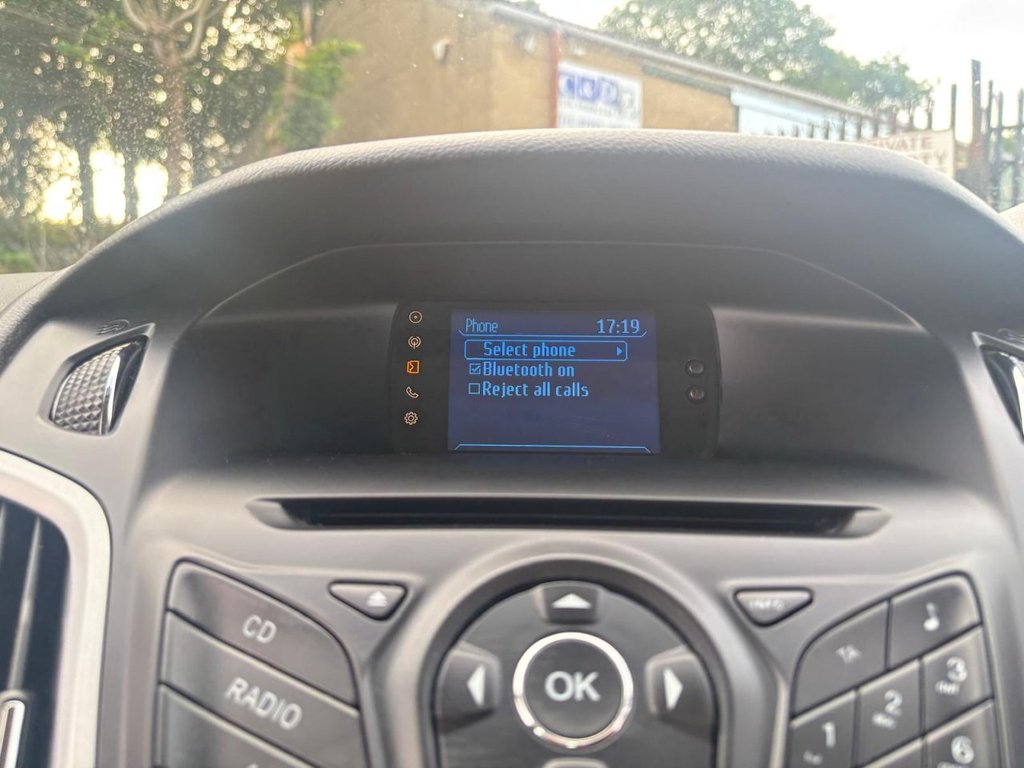 PRIVATE
Phone 17:19
Select phone
Bluetooth on
Reject all calls
CD
INFO
RADIO
TA
OK
1
2
3
6